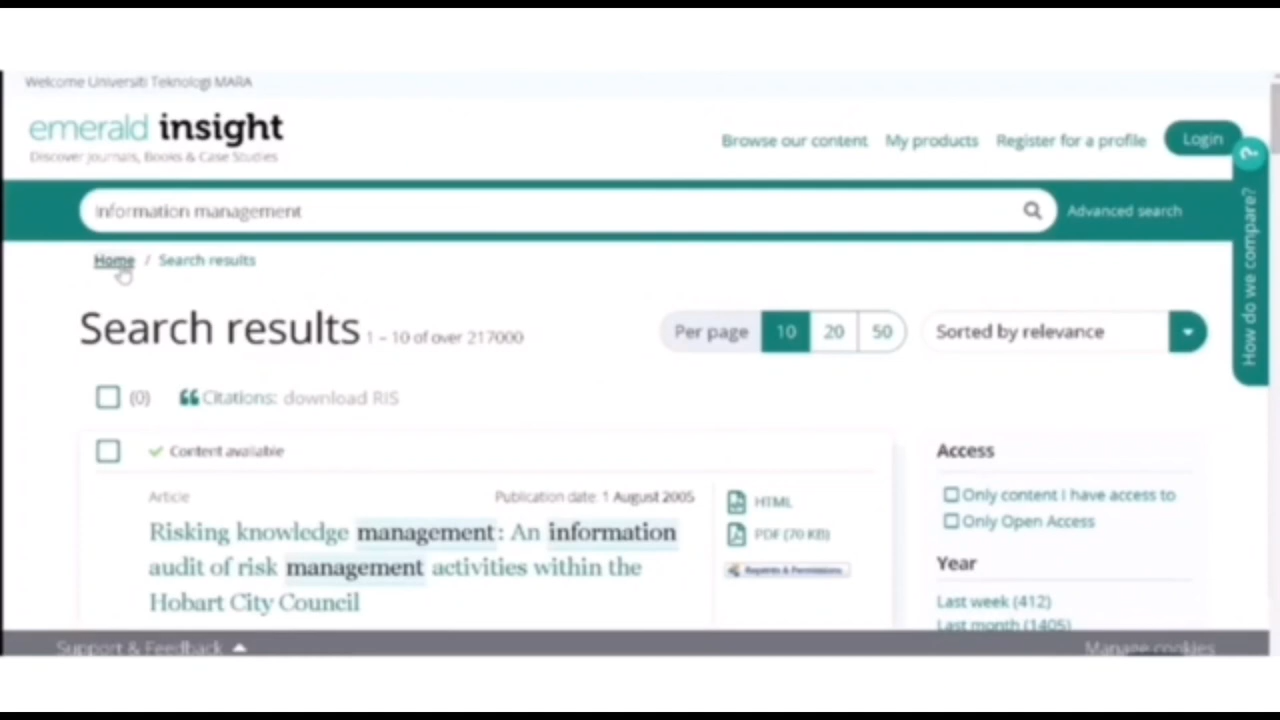 Welcome Universiti Teknologi MARA
emerald insight
Discover Journals, Books & Case Studies
Browse our content My products Register for a profile Login
information management
Advanced search
How do we compare?
Home / Search results
Search results 1 – 10 of over 217000
Per page 10 20 50
Sorted by relevance
(0) Citations: download RIS
Content available
Article Publication date: 1 August 2005
Risking knowledge management: An information
audit of risk management activities within the
Hobart City Council
HTML
PDF (70 KB)
Reprints & Permissions
Access
Only content I have access to
Only Open Access
Year
Last week (412)
Last month (1405)
Support & Feedback
Manage cookies